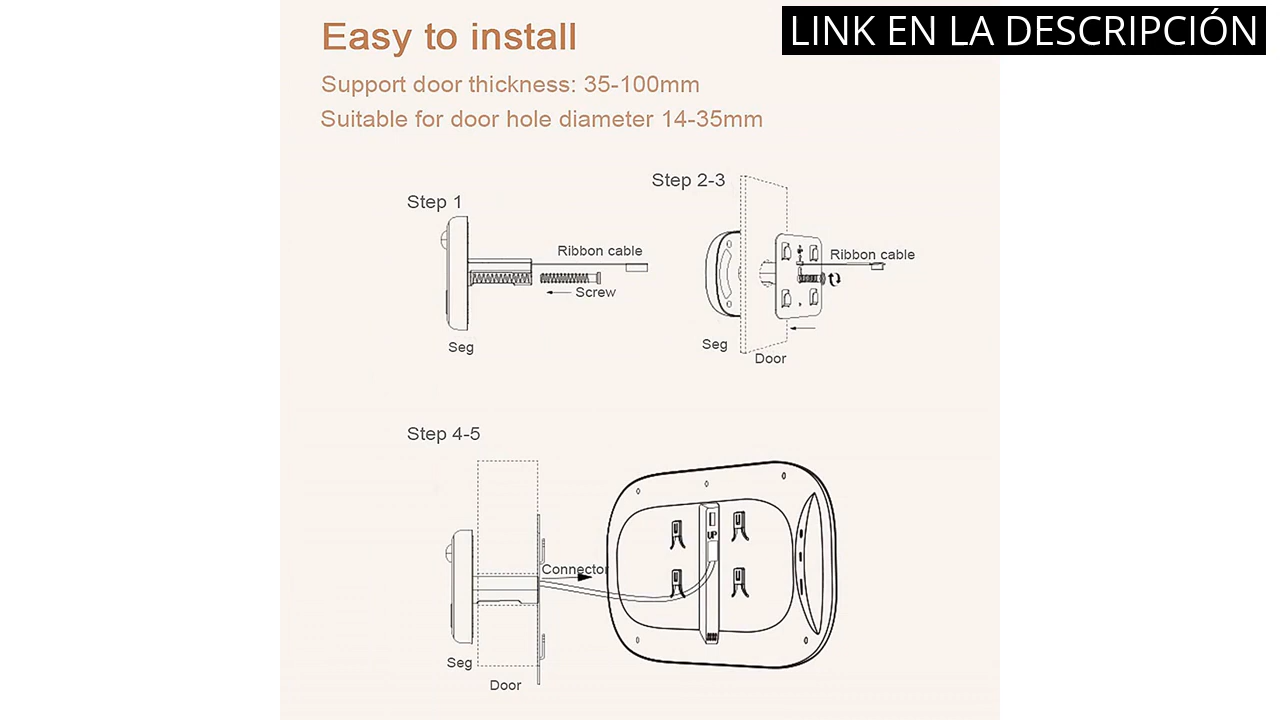 Easy to install
LINK EN LA DESCRIPCIÓN
Support door thickness: 35-100mm
Suitable for door hole diameter 14-35mm
Step 1
Ribbon cable
Screw
Seg
Step 2-3
Ribbon cable
Seg
Door
Step 4-5
UP
Connector
Seg
Door